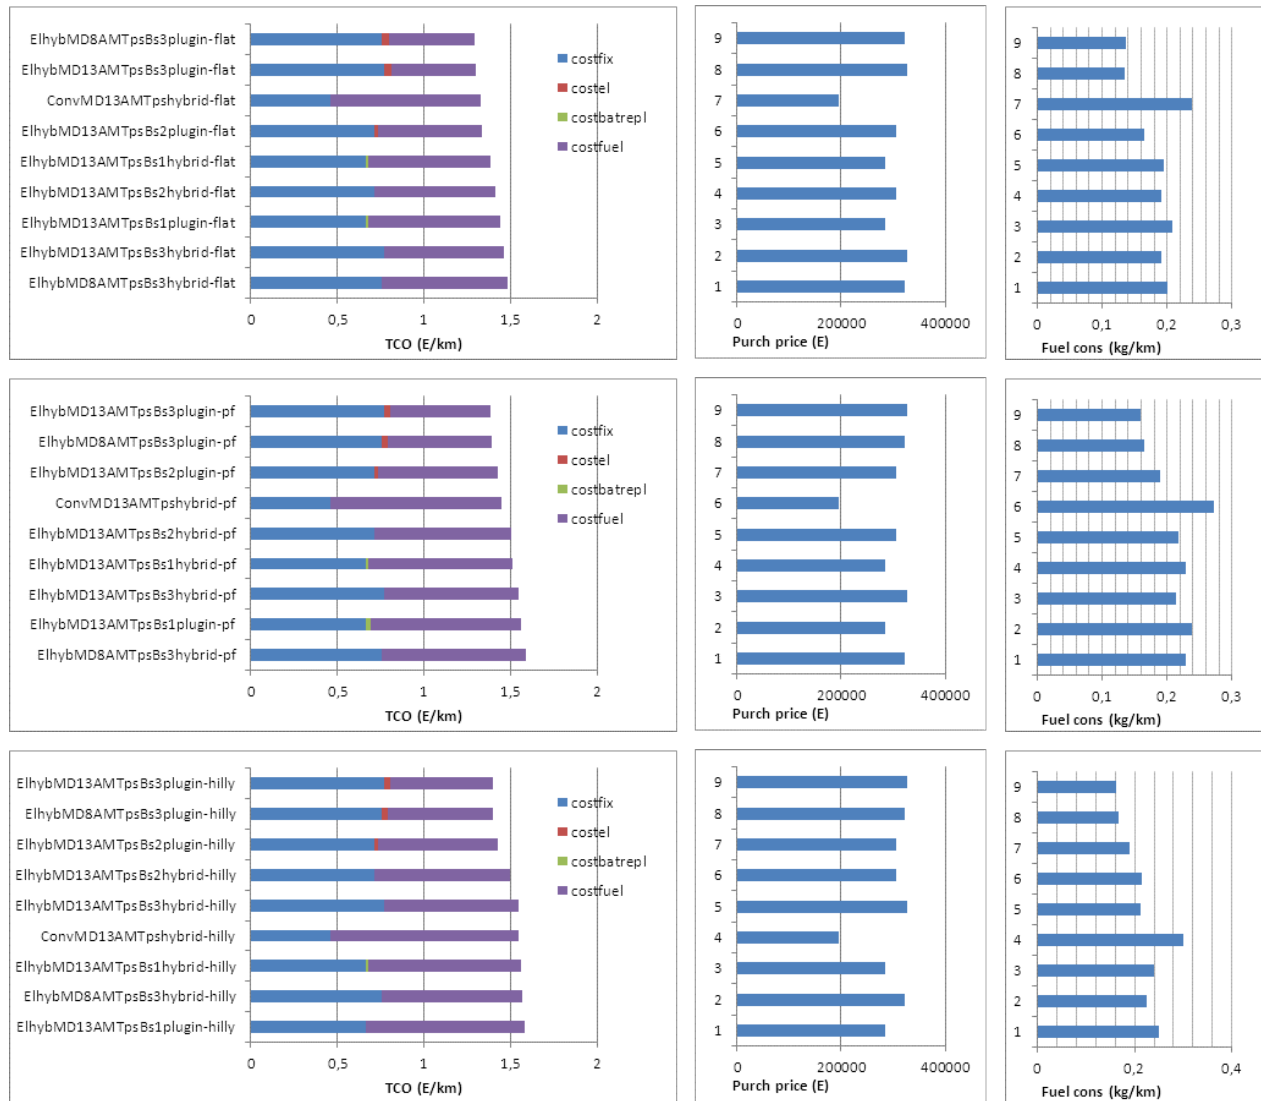 ElhybMD8AMTpsBs3plugin-flat
ElhybMD13AMTpsBs3plugin-flat
ConvMD13AMTpshybrid-flat
ElhybMD13AMTpsBs2plugin-flat
ElhybMD13AMTpsBs1hybrid-flat
ElhybMD13AMTpsBs2hybrid-flat
ElhybMD13AMTpsBs1plugin-flat
ElhybMD13AMTpsBs3hybrid-flat
ElhybMD8AMTpsBs3hybrid-flat
costfix
costel
costbatrepl
costfuel
0 0,5 1 1,5 2
TCO (E/km)
9
8
7
6
5
4
3
2
1
0 200000 400000
Purch price (E)
9
8
7
6
5
4
3
2
1
0 0,1 0,2 0,3
Fuel cons (kg/km)
ElhybMD13AMTpsBs3plugin-pf
ElhybMD8AMTpsBs3plugin-pf
ElhybMD13AMTpsBs2plugin-pf
ConvMD13AMTpshybrid-pf
ElhybMD13AMTpsBs2hybrid-pf
ElhybMD13AMTpsBs1hybrid-pf
ElhybMD13AMTpsBs3hybrid-pf
ElhybMD13AMTpsBs1plugin-pf
ElhybMD8AMTpsBs3hybrid-pf
costfix
costel
costbatrepl
costfuel
0 0,5 1 1,5 2
TCO (E/km)
9
8
7
6
5
4
3
2
1
0 200000 400000
Purch price (E)
9
8
7
6
5
4
3
2
1
0 0,1 0,2 0,3
Fuel cons (kg/km)
ElhybMD13AMTpsBs3plugin-hilly
ElhybMD8AMTpsBs3plugin-hilly
ElhybMD13AMTpsBs2plugin-hilly
ElhybMD13AMTpsBs2hybrid-hilly
ElhybMD13AMTpsBs3hybrid-hilly
ConvMD13AMTpshybrid-hilly
ElhybMD13AMTpsBs1hybrid-hilly
ElhybMD8AMTpsBs3hybrid-hilly
ElhybMD13AMTpsBs1plugin-hilly
costfix
costel
costbatrepl
costfuel
0 0,5 1 1,5 2
TCO (E/km)
9
8
7
6
5
4
3
2
1
0 200000 400000
Purch price (E)
9
8
7
6
5
4
3
2
1
0 0,2 0,4
Fuel cons (kg/km)